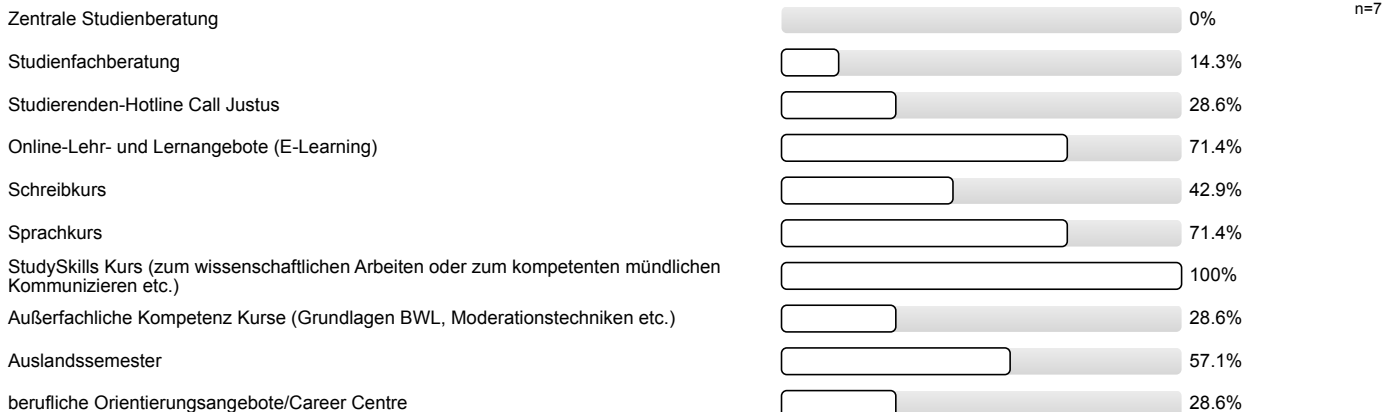 Zentrale Studienberatung 0% n=7
Studienfachberatung 14.3%
Studierenden-Hotline Call Justus 28.6%
Online-Lehr- und Lernangebote (E-Learning) 71.4%
Schreibkurs 42.9%
Sprachkurs 71.4%
StudySkills Kurs (zum wissenschaftlichen Arbeiten oder zum kompetenten mündlichen
Kommunizieren etc.) 100%
Außerfachliche Kompetenz Kurse (Grundlagen BWL, Moderationstechniken etc.) 28.6%
Auslandssemester 57.1%
berufliche Orientierungsangebote/Career Centre 28.6%